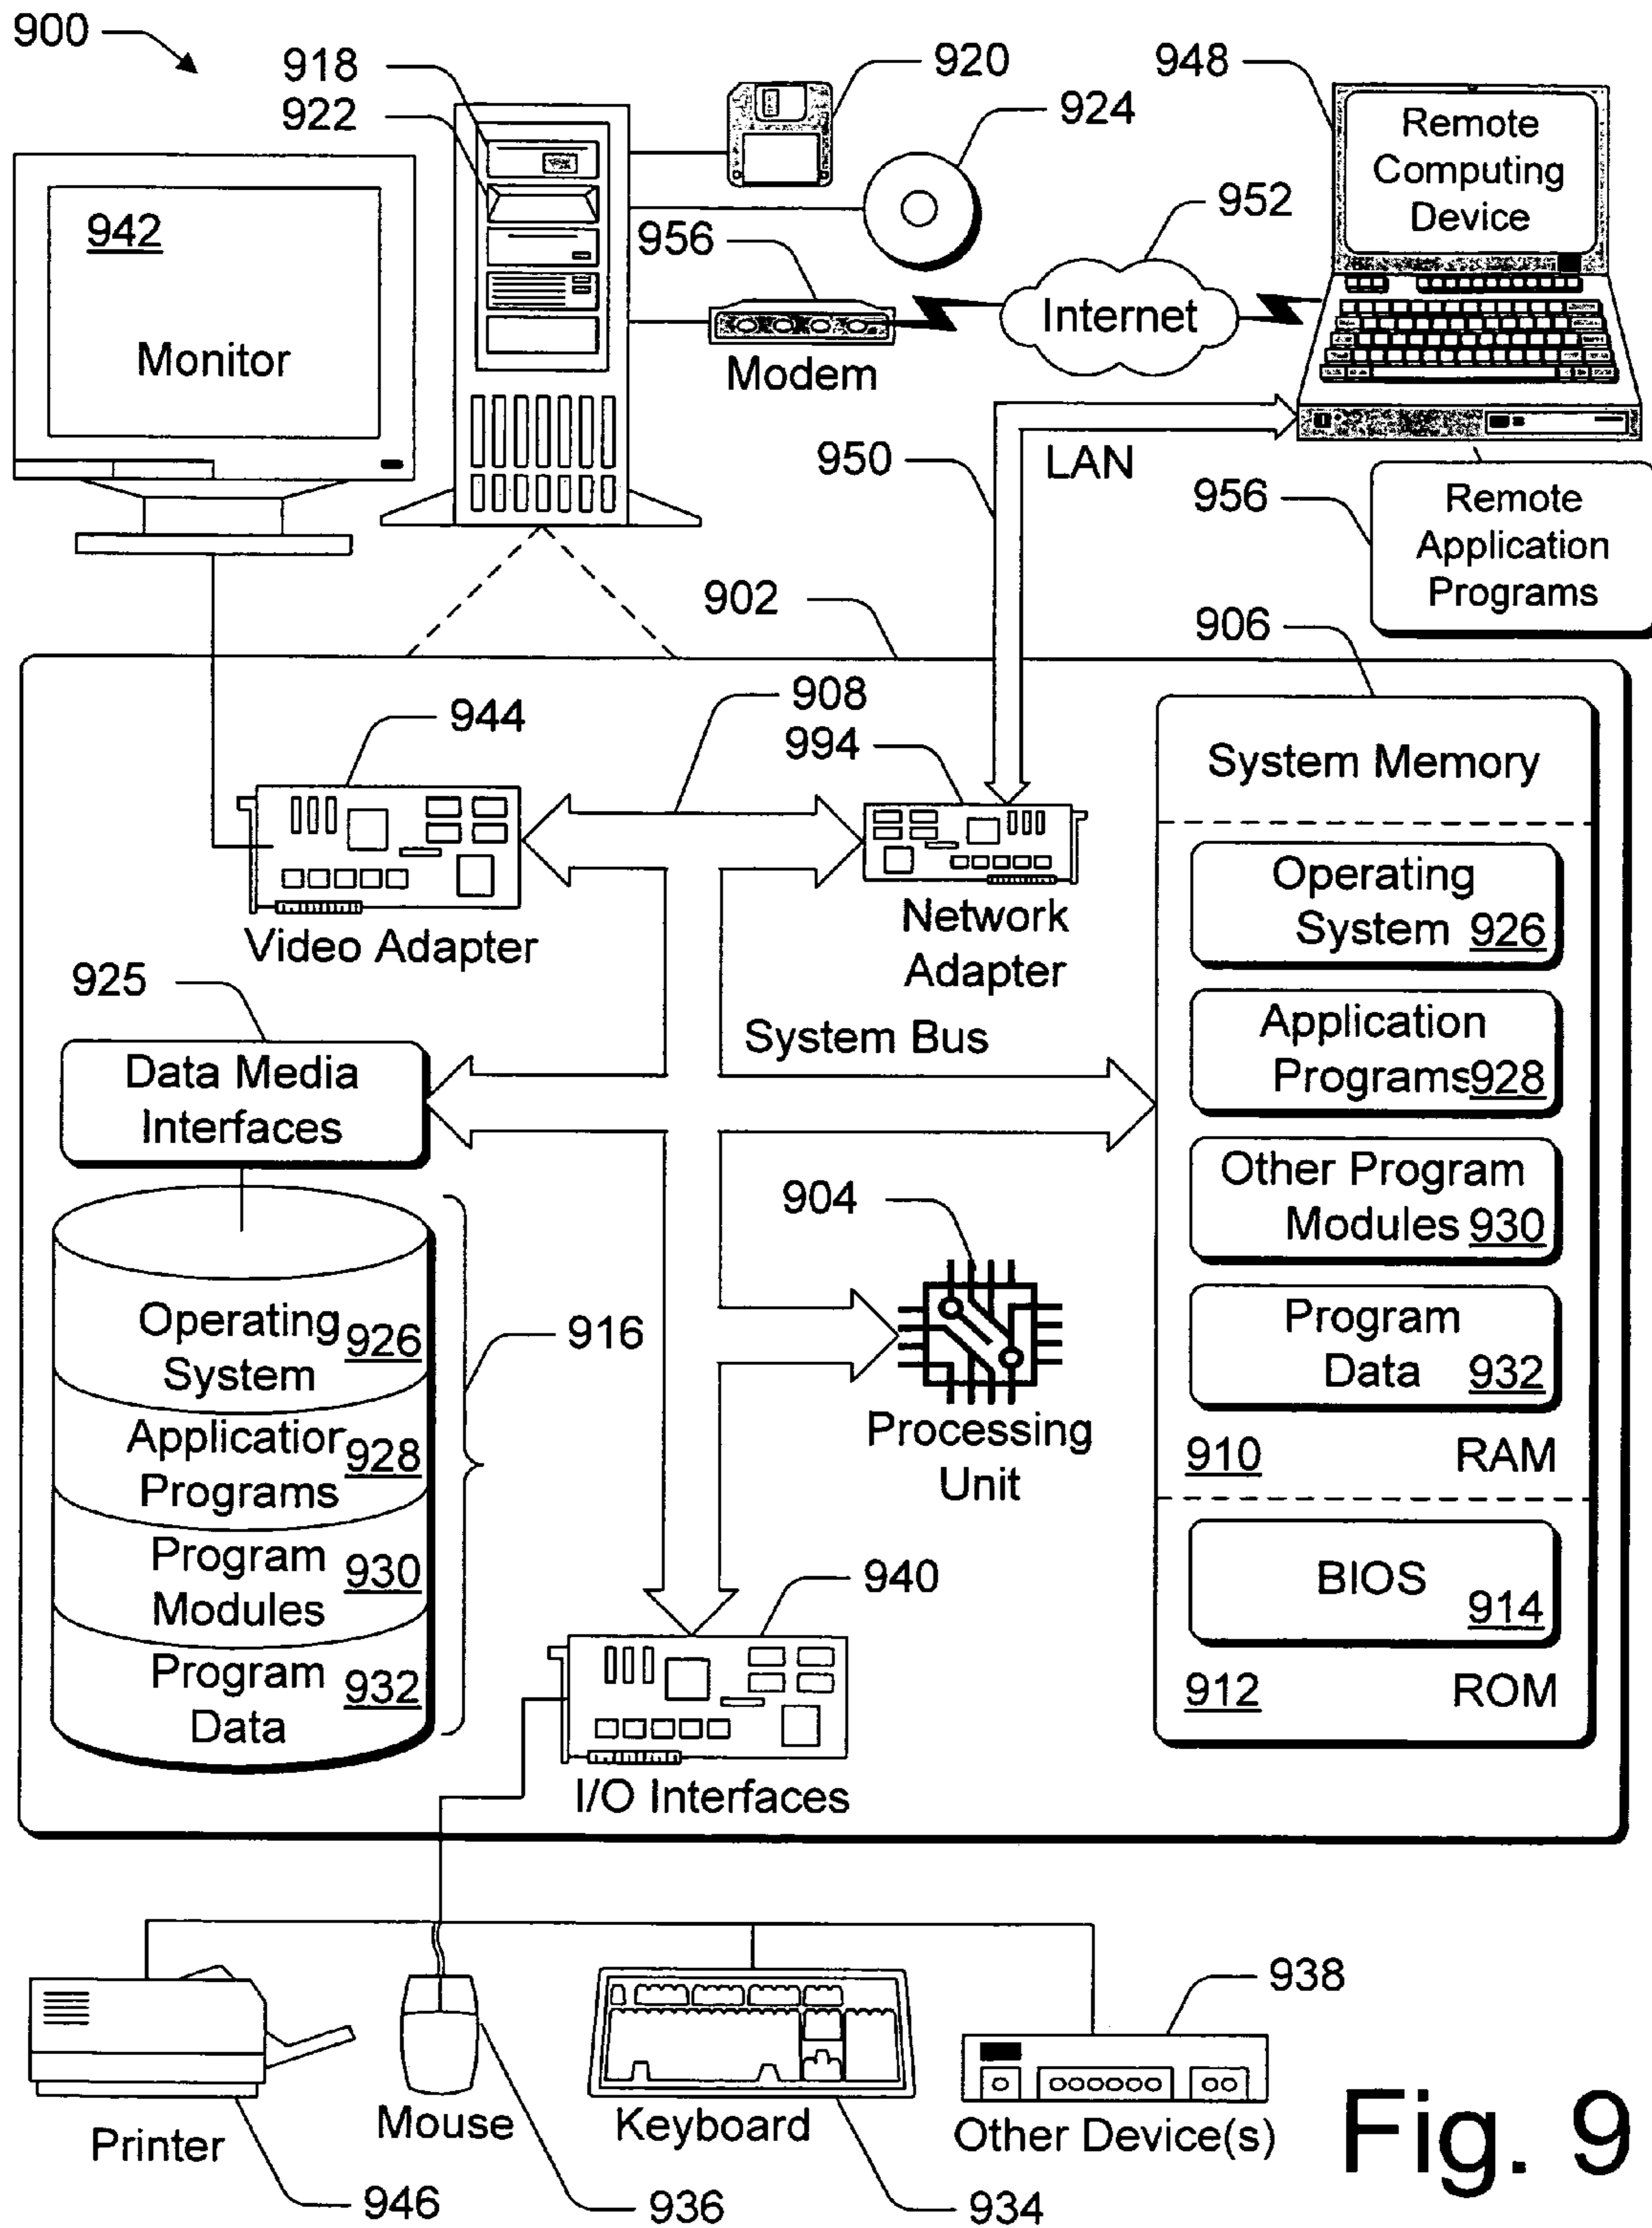 900
918
922
920
924
948
Remote
Computing
Device
952
942
Monitor
956
Internet
Modem
950
LAN
956
Remote
Application
Programs
902
906
908
944
994
System Memory
Operating
System 926
Video Adapter
Network
Adapter
925
System Bus
Application
Programs 928
Data Media
Interfaces
Other Program
Modules 930
904
Program
Data 932
Operating 926
System
916
Processing
Unit
910 RAM
Applicatior 928
Programs
Program 930
Modules
940
BIOS
914
Program 932
Data
912 ROM
I/O Interfaces
938
Printer
Mouse
Keyboard
Other Device(s)
946
936
934
Fig. 9